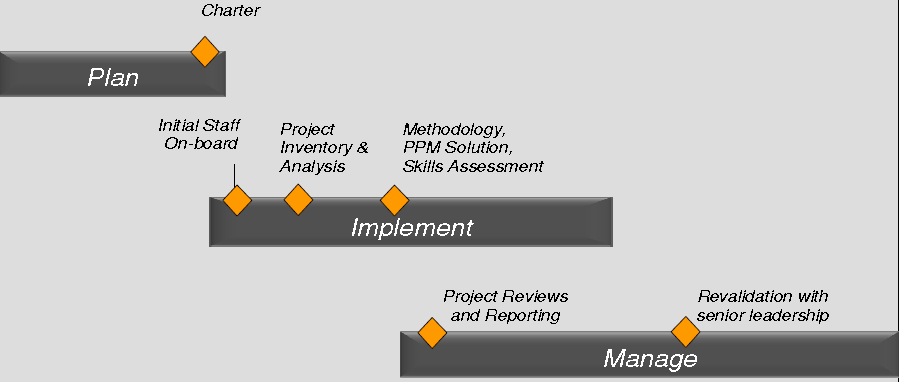 Charter
Plan
Initial Staff
On-board
Project
Inventory &
Analysis
Methodology,
PPM Solution,
Skills Assessment
Implement
Project Reviews
and Reporting
Revalidation with
senior leadership
Manage